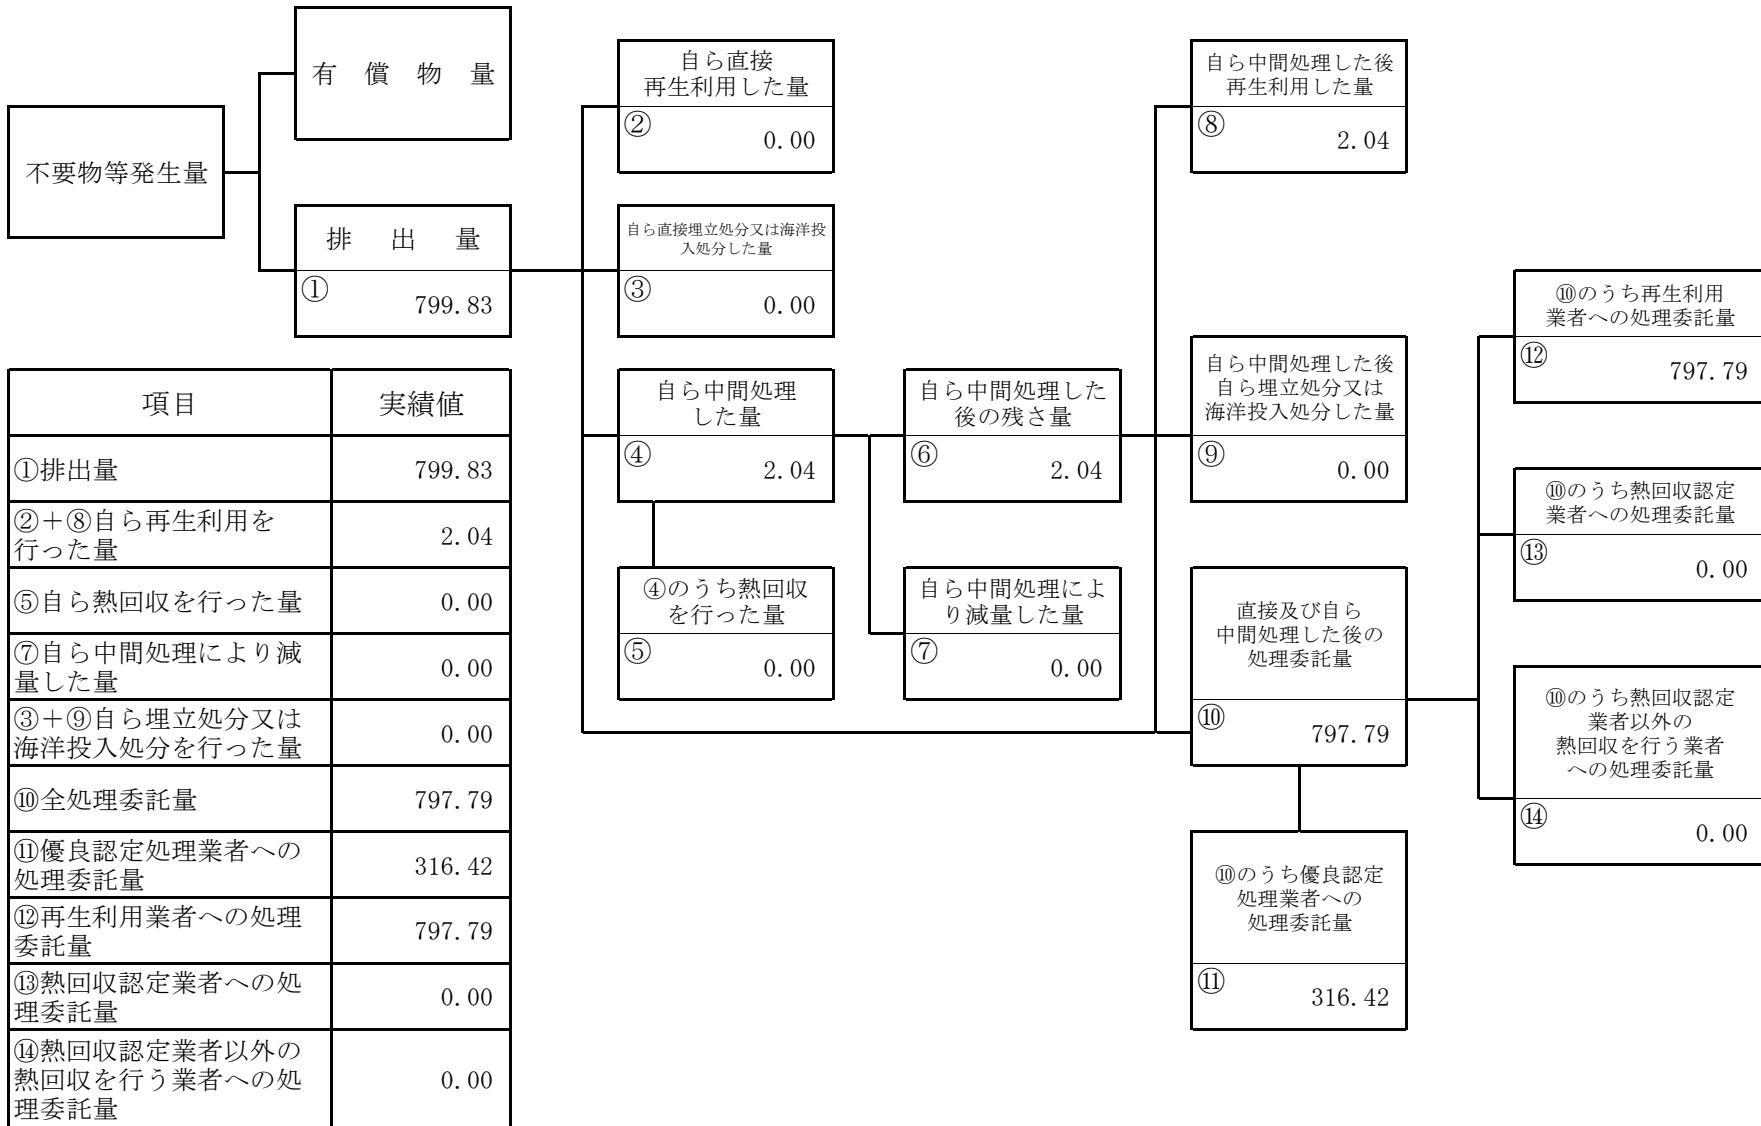 不要物等発生量
有償物量
排出量
①
799.83
自ら直接
再生利用した量
②
0.00
自ら直接埋立処分又は海洋投
入処分した量
③
0.00
自ら中間処理
した量
④
2.04
④のうち熱回収
を行った量
⑤
0.00
自ら中間処理した
後の残さ量
⑥
2.04
自ら中間処理によ
り減量した量
⑦
0.00
自ら中間処理した後
再生利用した量
⑧
2.04
自ら中間処理した後
自ら埋立処分又は
海洋投入処分した量
⑨
0.00
直接及び自ら
中間処理した後の
処理委託量
⑩
797.79
⑩のうち優良認定
処理業者への
処理委託量
⑪
316.42
⑩のうち再生利用
業者への処理委託量
⑫
797.79
⑩のうち熱回収認定
業者への処理委託量
⑬
0.00
⑩のうち熱回収認定
業者以外の
熱回収を行う業者
への処理委託量
⑭
0.00
項目 実績値
①排出量 799.83
②＋⑧自ら再生利用を
行った量 2.04
⑤自ら熱回収を行った量 0.00
⑦自ら中間処理により減
量した量 0.00
③＋⑨自ら埋立処分又は
海洋投入処分を行った量 0.00
⑩全処理委託量 797.79
⑪優良認定処理業者への
処理委託量 316.42
⑫再生利用業者への処理
委託量 797.79
⑬熱回収認定業者への処
理委託量 0.00
⑭熱回収認定業者以外の
熱回収を行う業者への処
理委託量 0.00